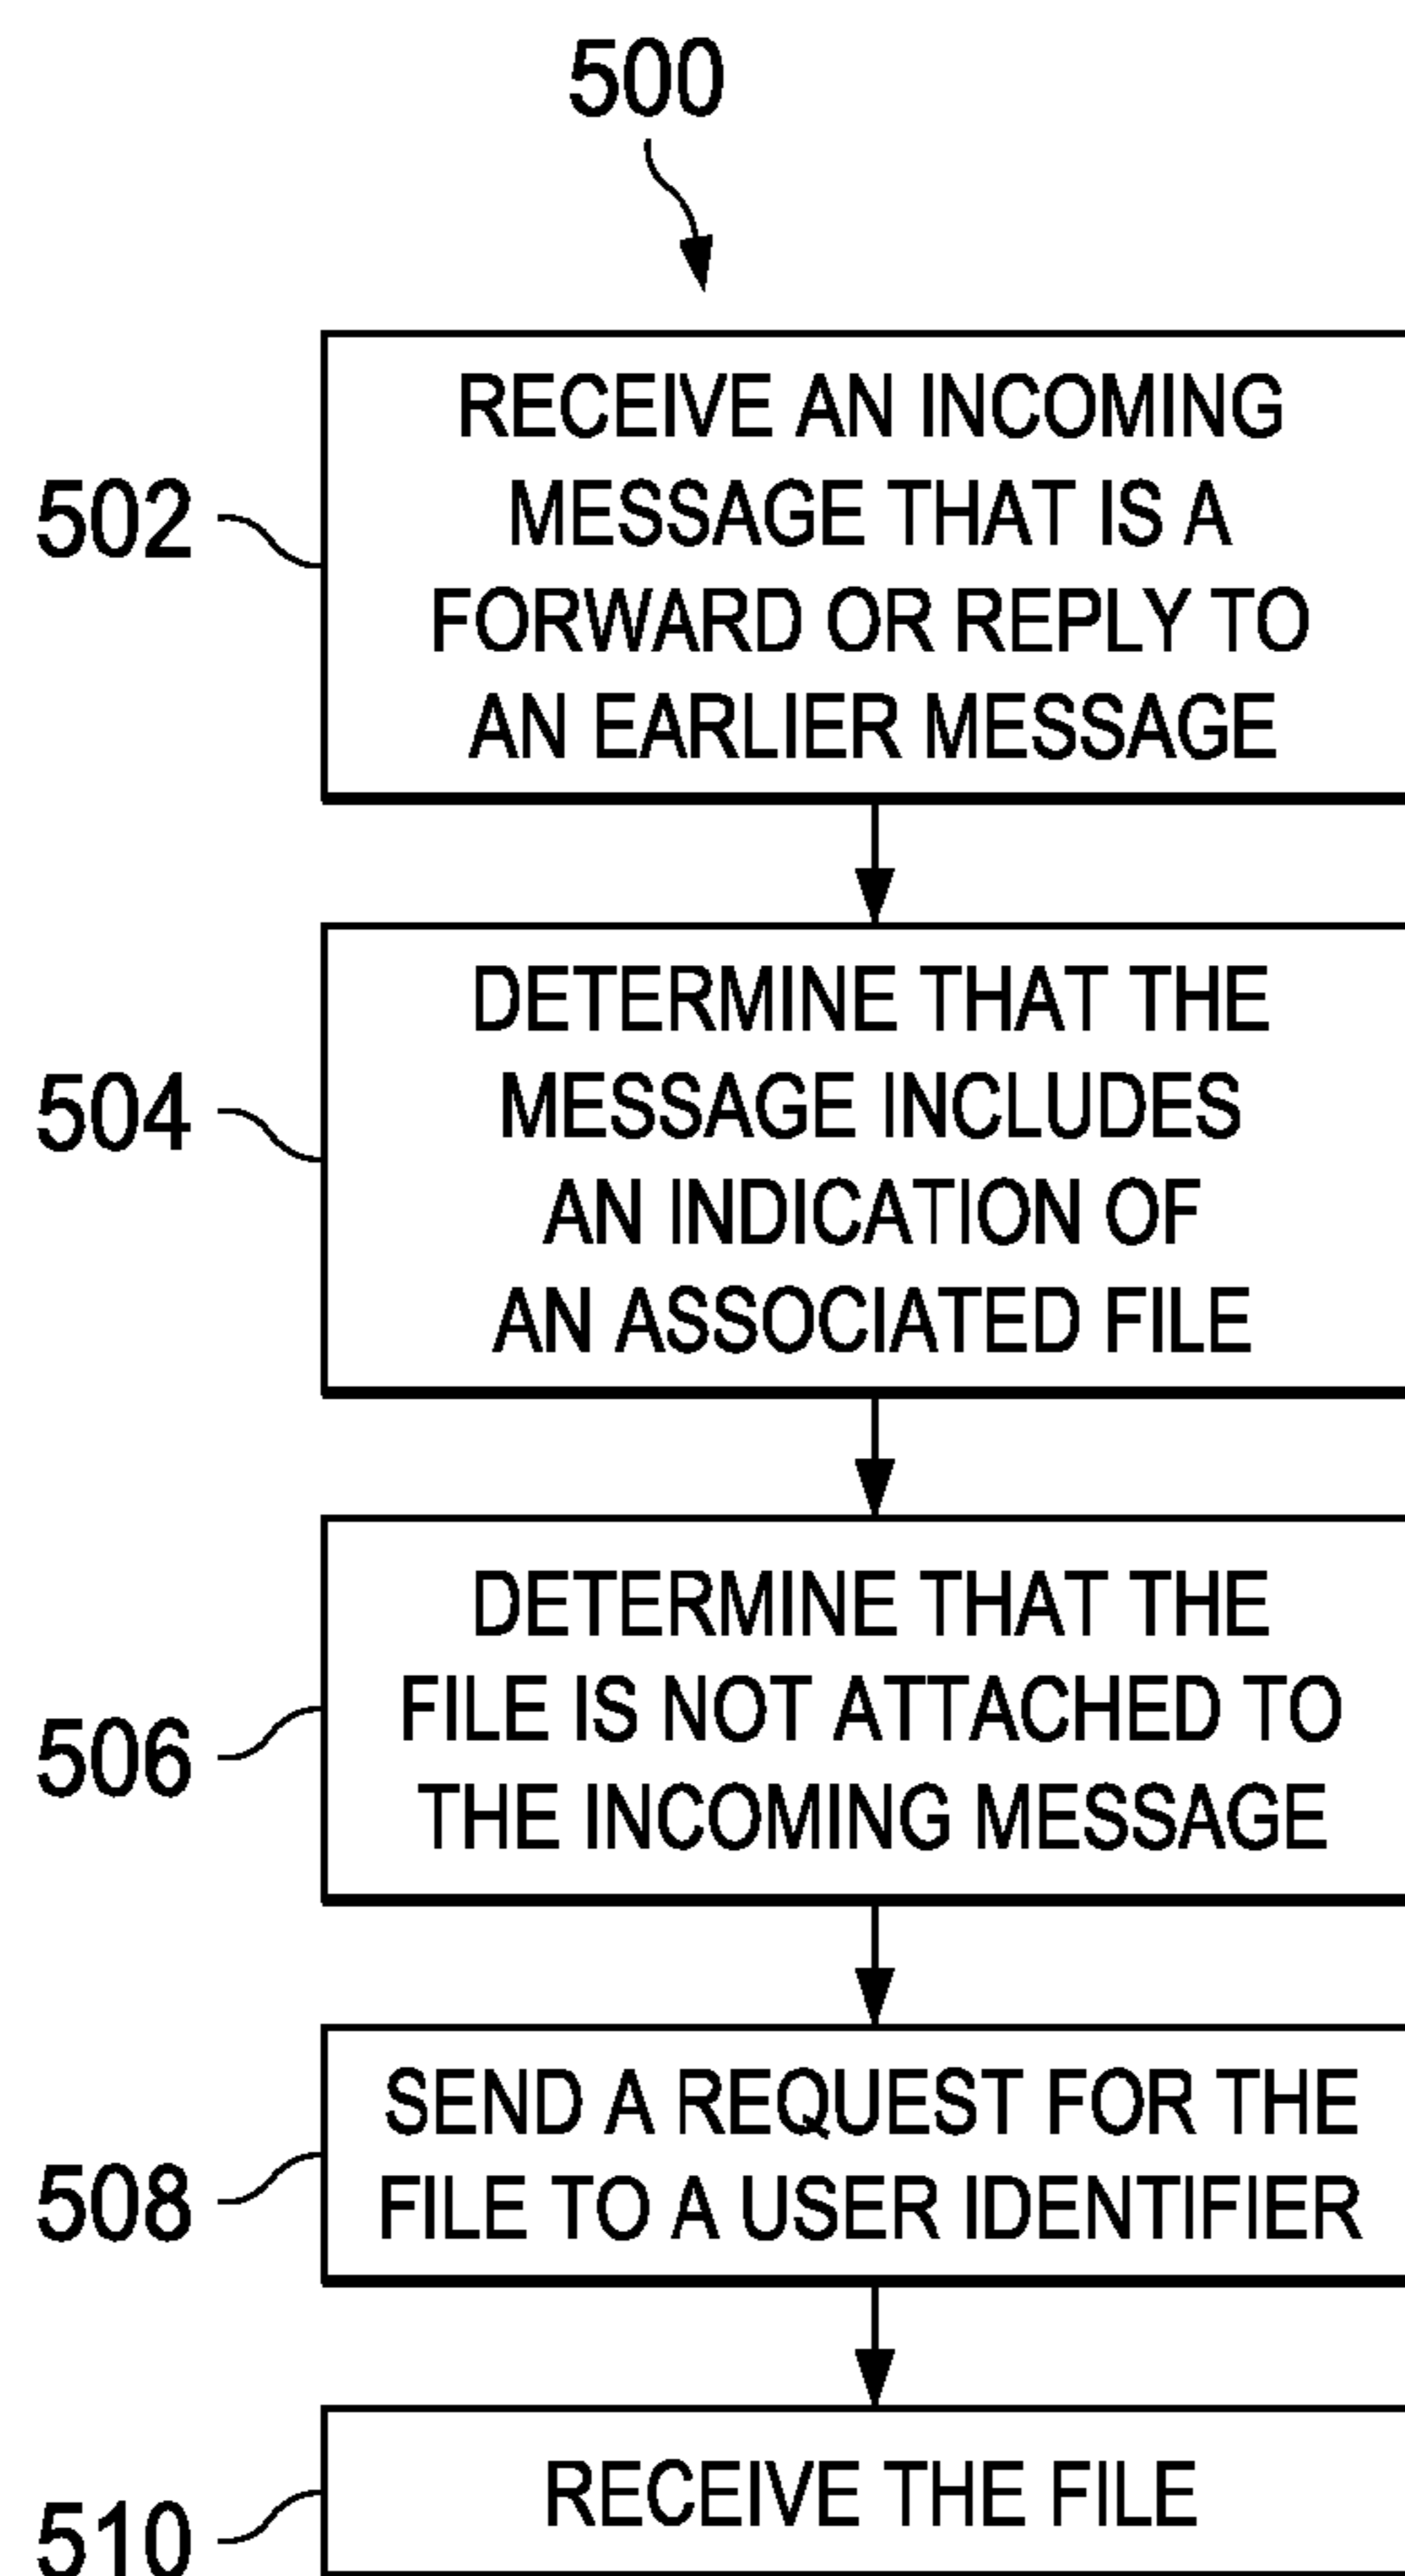 500
502
RECEIVE AN INCOMING
MESSAGE THAT IS A
FORWARD OR REPLY TO
AN EARLIER MESSAGE
504
DETERMINE THAT THE
MESSAGE INCLUDES
AN INDICATION OF
AN ASSOCIATED FILE
506
DETERMINE THAT THE
FILE IS NOT ATTACHED TO
THE INCOMING MESSAGE
508
SEND A REQUEST FOR THE
FILE TO A USER IDENTIFIER
510
RECEIVE THE FILE